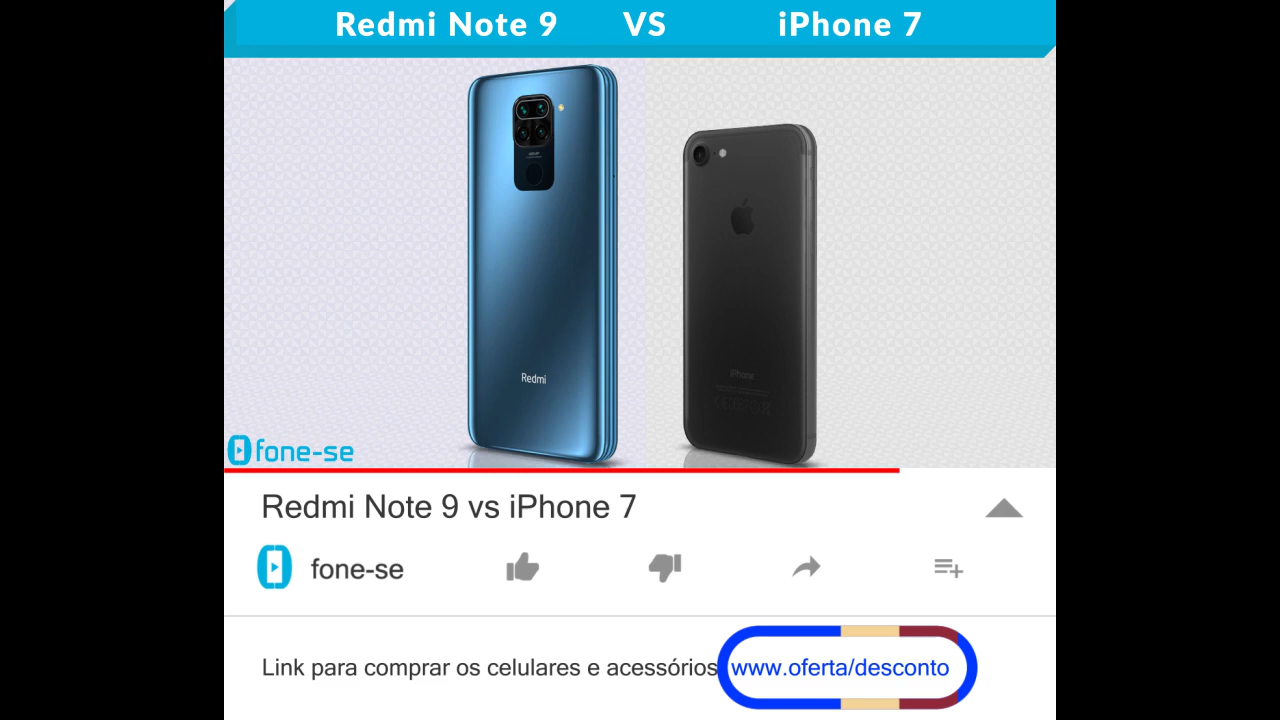 Redmi Note 9 VS iPhone 7
Redmi
iPhone
fone-se
Redmi Note 9 vs iPhone 7
fone-se
Link para comprar os celulares e acessórios www.oferta/desconto